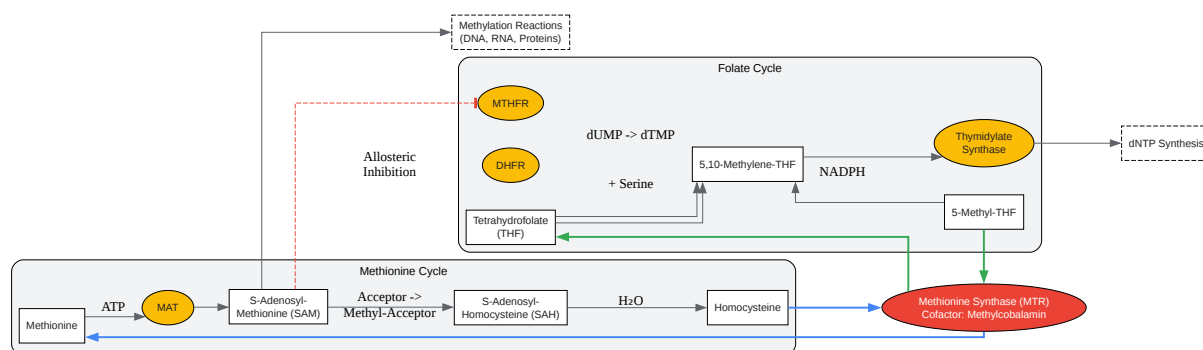 Methylation Reactions
(DNA, RNA, Proteins)
Folate Cycle
MTHFR
dUMP -> dTMP
Thymidylate
Synthase
dNTP Synthesis
Allosteric
Inhibition
DHFR
5,10-Methylene-THF
NADPH
+ Serine
Tetrahydrofolate
(THF)
5-Methyl-THF
Methionine Cycle
Methionine
ATP
MAT
S-Adenosyl-
Methionine (SAM)
Acceptor ->
Methyl-Acceptor
S-Adenosyl-
Homocysteine (SAH)
H₂O
Homocysteine
Methionine Synthase (MTR)
Cofactor: Methylcobalamin